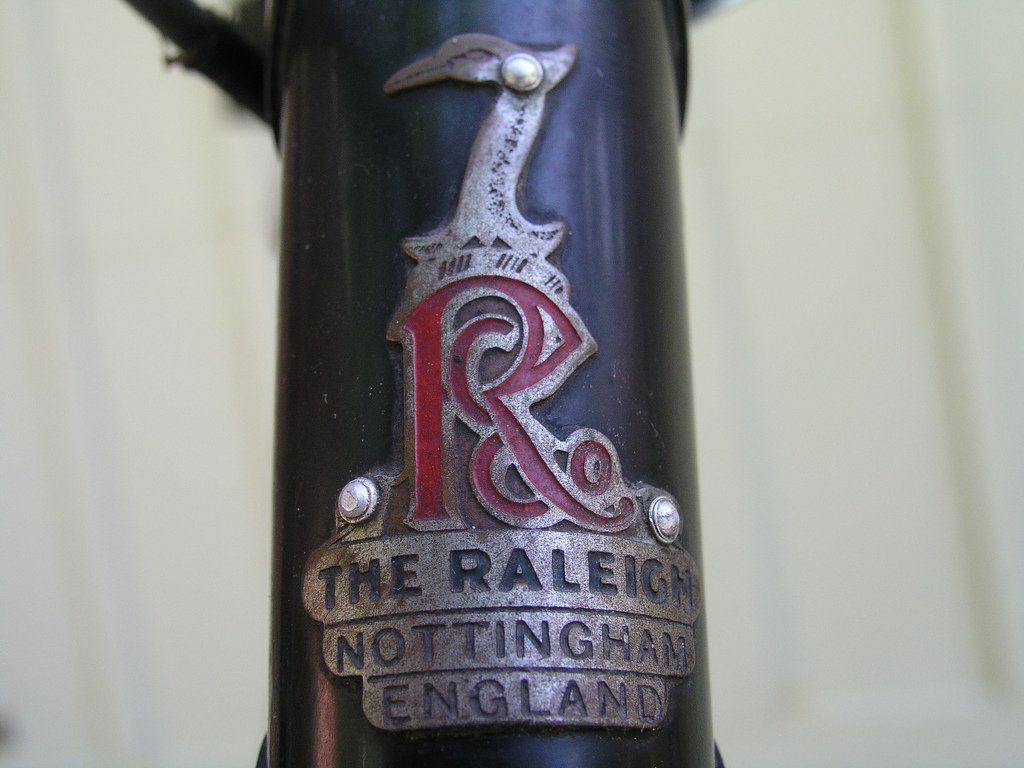 R Co
THE RALEIGH
NOTTINGHAM
ENGLAND